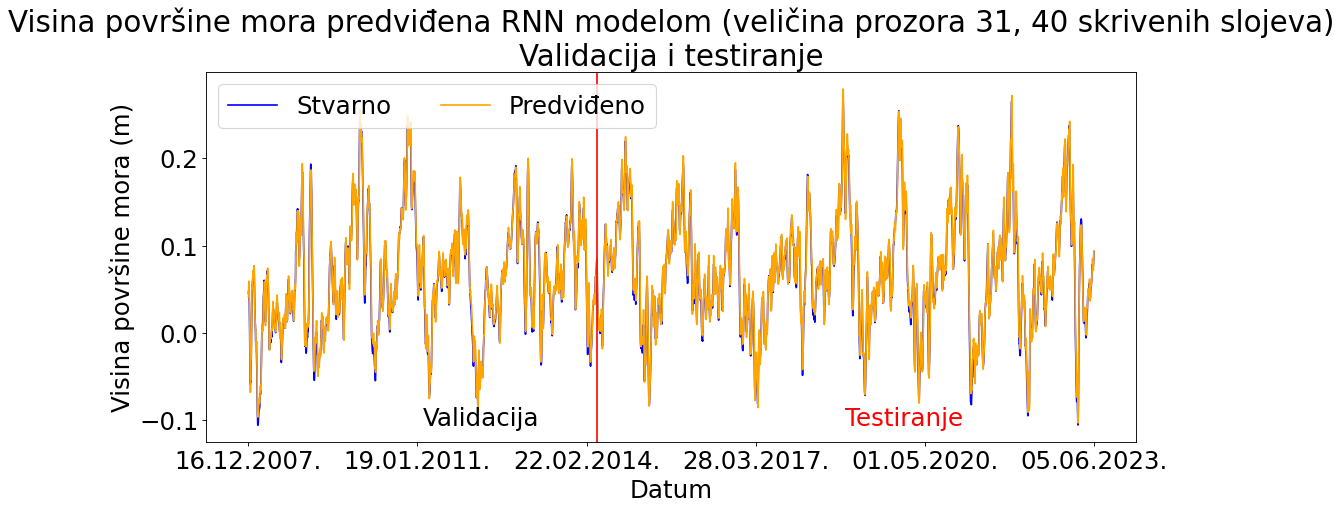 Visina površine mora predviđena RNN modelom (veličina prozora 31, 40 skrivenih slojeva)
Validacija i testiranje
Stvarno Predviđeno
Visina površine mora (m)
0.2
0.1
0.0
−0.1
Validacija Testiranje
16.12.2007. 19.01.2011. 22.02.2014. 28.03.2017. 01.05.2020. 05.06.2023.
Datum